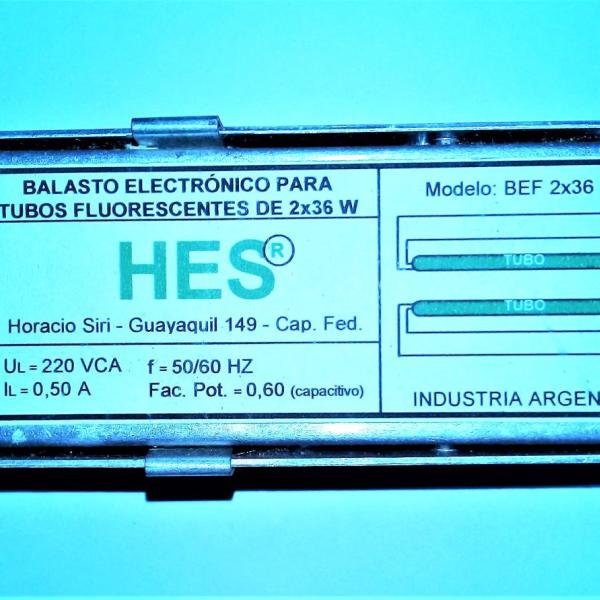 BALASTO ELECTRÓNICO PARA
TUBOS FLUORESCENTES DE 2x36 W
HES®
Horacio Siri - Guayaquil 149 - Cap. Fed.
UL = 220 VCA f = 50/60 HZ
IL = 0,50 A Fac. Pot. = 0,60 (capacitivo)
Modelo: BEF 2x36
TUBO
TUBO
INDUSTRIA ARGEN